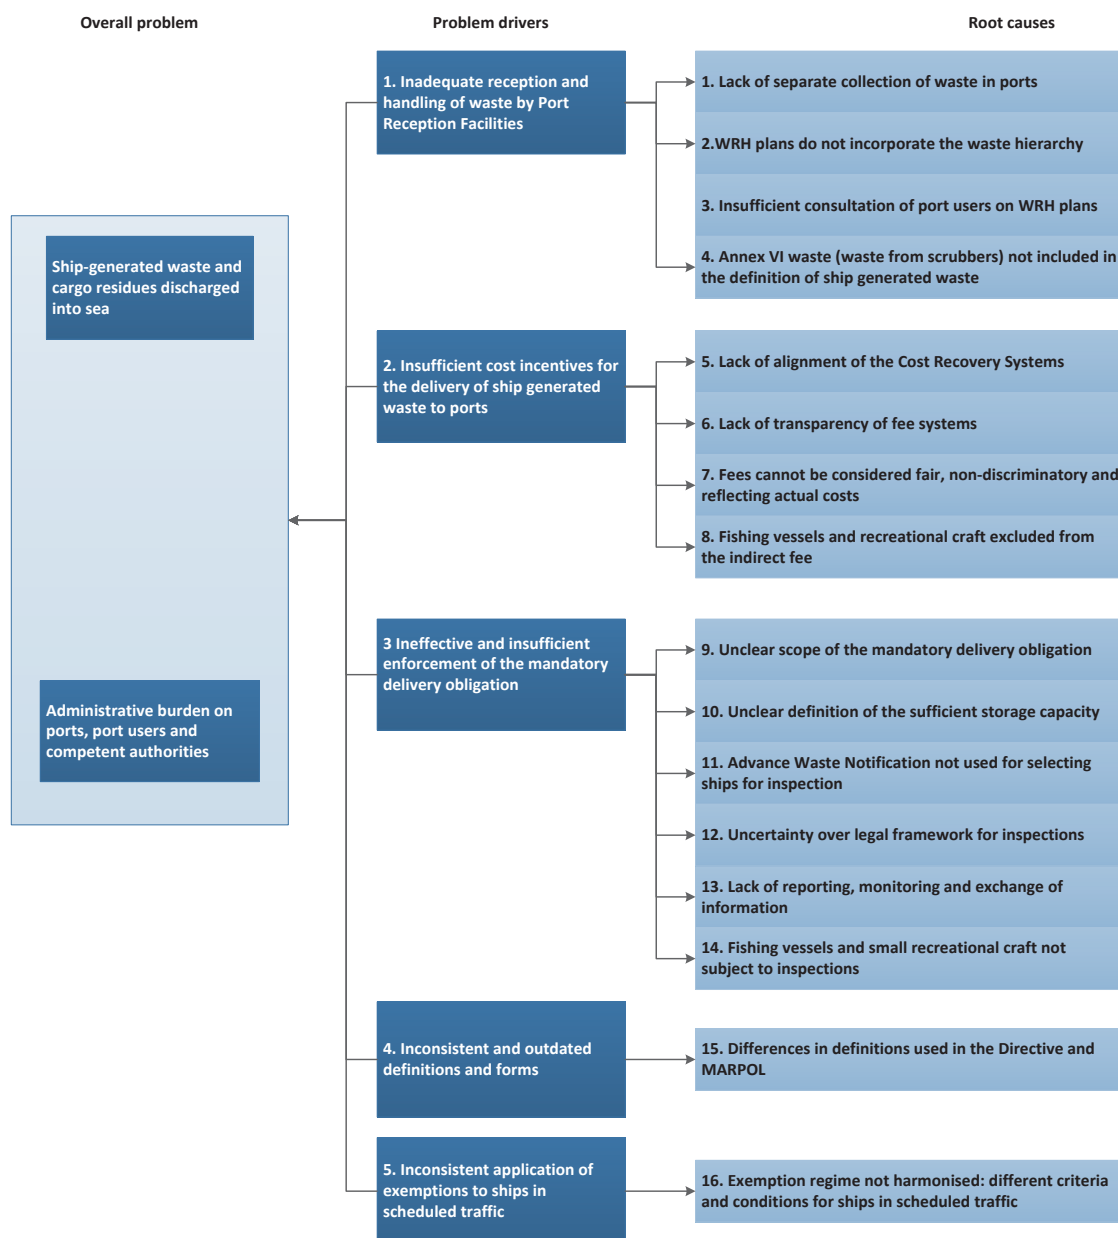 Overall problem
Problem drivers
Root causes
Ship-generated waste and
cargo residues discharged
into sea
Administrative burden on
ports, port users and
competent authorities
1. Inadequate reception and
handling of waste by Port
Reception Facilities
1. Lack of separate collection of waste in ports
2.WRH plans do not incorporate the waste hierarchy
3. Insufficient consultation of port users on WRH plans
4. Annex VI waste (waste from scrubbers) not included in
the definition of ship generated waste
2. Insufficient cost incentives for
the delivery of ship generated
waste to ports
5. Lack of alignment of the Cost Recovery Systems
6. Lack of transparency of fee systems
7. Fees cannot be considered fair, non-discriminatory and
reflecting actual costs
8. Fishing vessels and recreational craft excluded from
the indirect fee
3 Ineffective and insufficient
enforcement of the mandatory
delivery obligation
9. Unclear scope of the mandatory delivery obligation
10. Unclear definition of the sufficient storage capacity
11. Advance Waste Notification not used for selecting
ships for inspection
12. Uncertainty over legal framework for inspections
13. Lack of reporting, monitoring and exchange of
information
14. Fishing vessels and small recreational craft not
subject to inspections
4. Inconsistent and outdated
definitions and forms
15. Differences in definitions used in the Directive and
MARPOL
5. Inconsistent application of
exemptions to ships in
scheduled traffic
16. Exemption regime not harmonised: different criteria
and conditions for ships in scheduled traffic